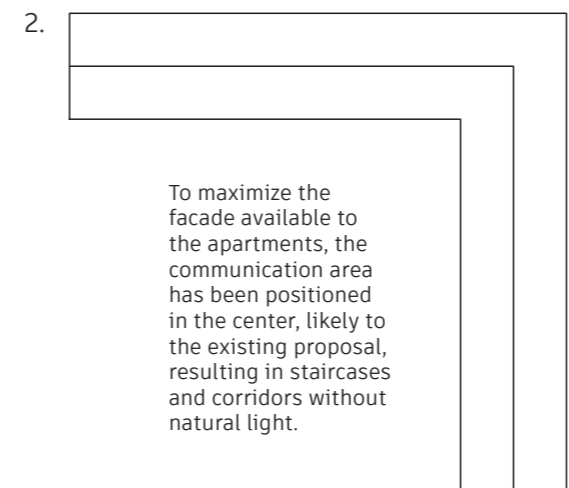 2.
To maximize the
facade available to
the apartments, the
communication area
has been positioned
in the center, likely to
the existing proposal,
resulting in staircases
and corridors without
natural light.